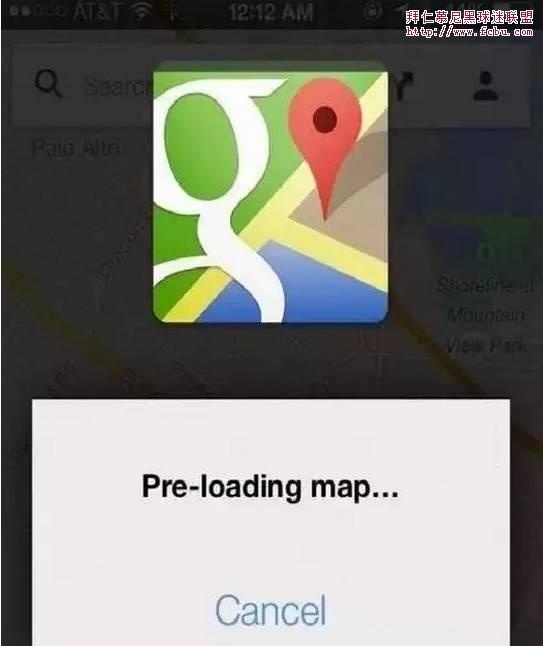 AT&T 12:12 AM
拜仁慕尼黑球迷联盟
http://www.fcbu.com
Search
Palo Alto
Shoreline at
Mountain
View Park
Pre-loading map...
Cancel